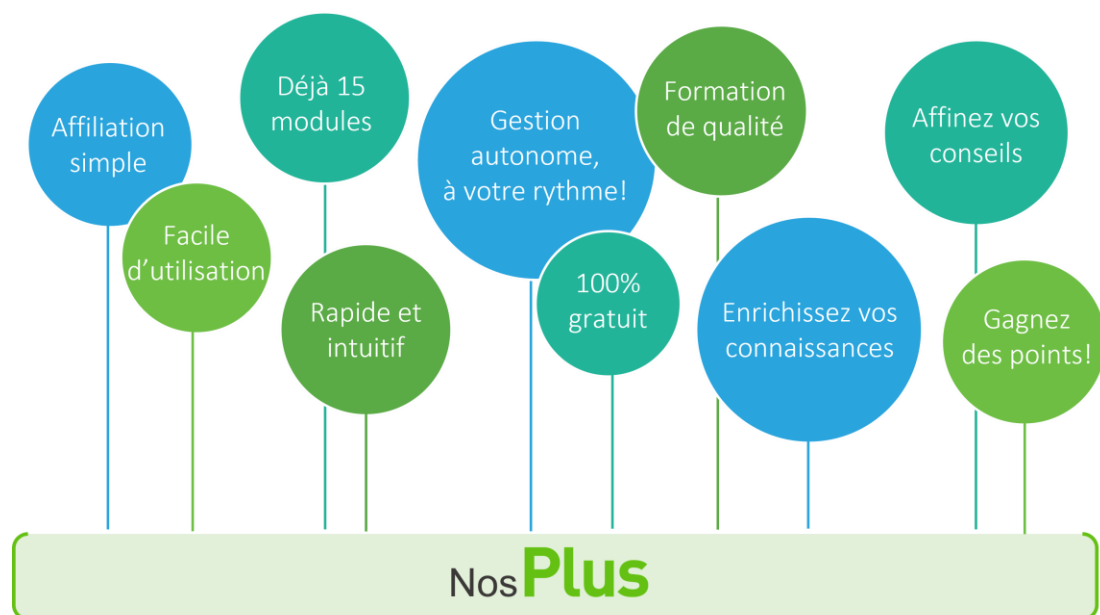 Affiliation
simple
Facile
d’utilisation
Déjà 15
modules
Rapide et
intuitif
Gestion
autonome,
à votre rythme!
100%
gratuit
Formation
de qualité
Enrichissez vos
connaissances
Affinez vos
conseils
Gagnez
des points!
Nos Plus